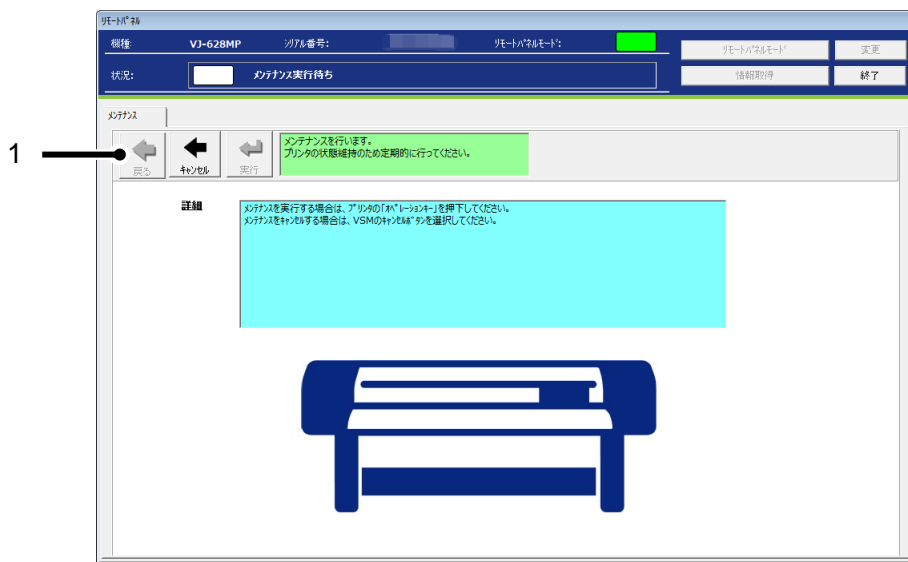 リモートパネル
機種:
VJ-628MP
シリアル番号:
リモートパネルモード:
リモートパネルモード
変更
状況:
メンテナンス実行待ち
情報取得
終了
メンテナンス
1
戻る
キャンセル
実行
メンテナンスを行います。
プリンタの状態維持のため定期的に行ってください。
詳細
メンテナンスを実行する場合は、プリンタの「オペレーションキー」を押下してください。
メンテナンスをキャンセルする場合は、VSMのキャンセルボタンを選択してください。